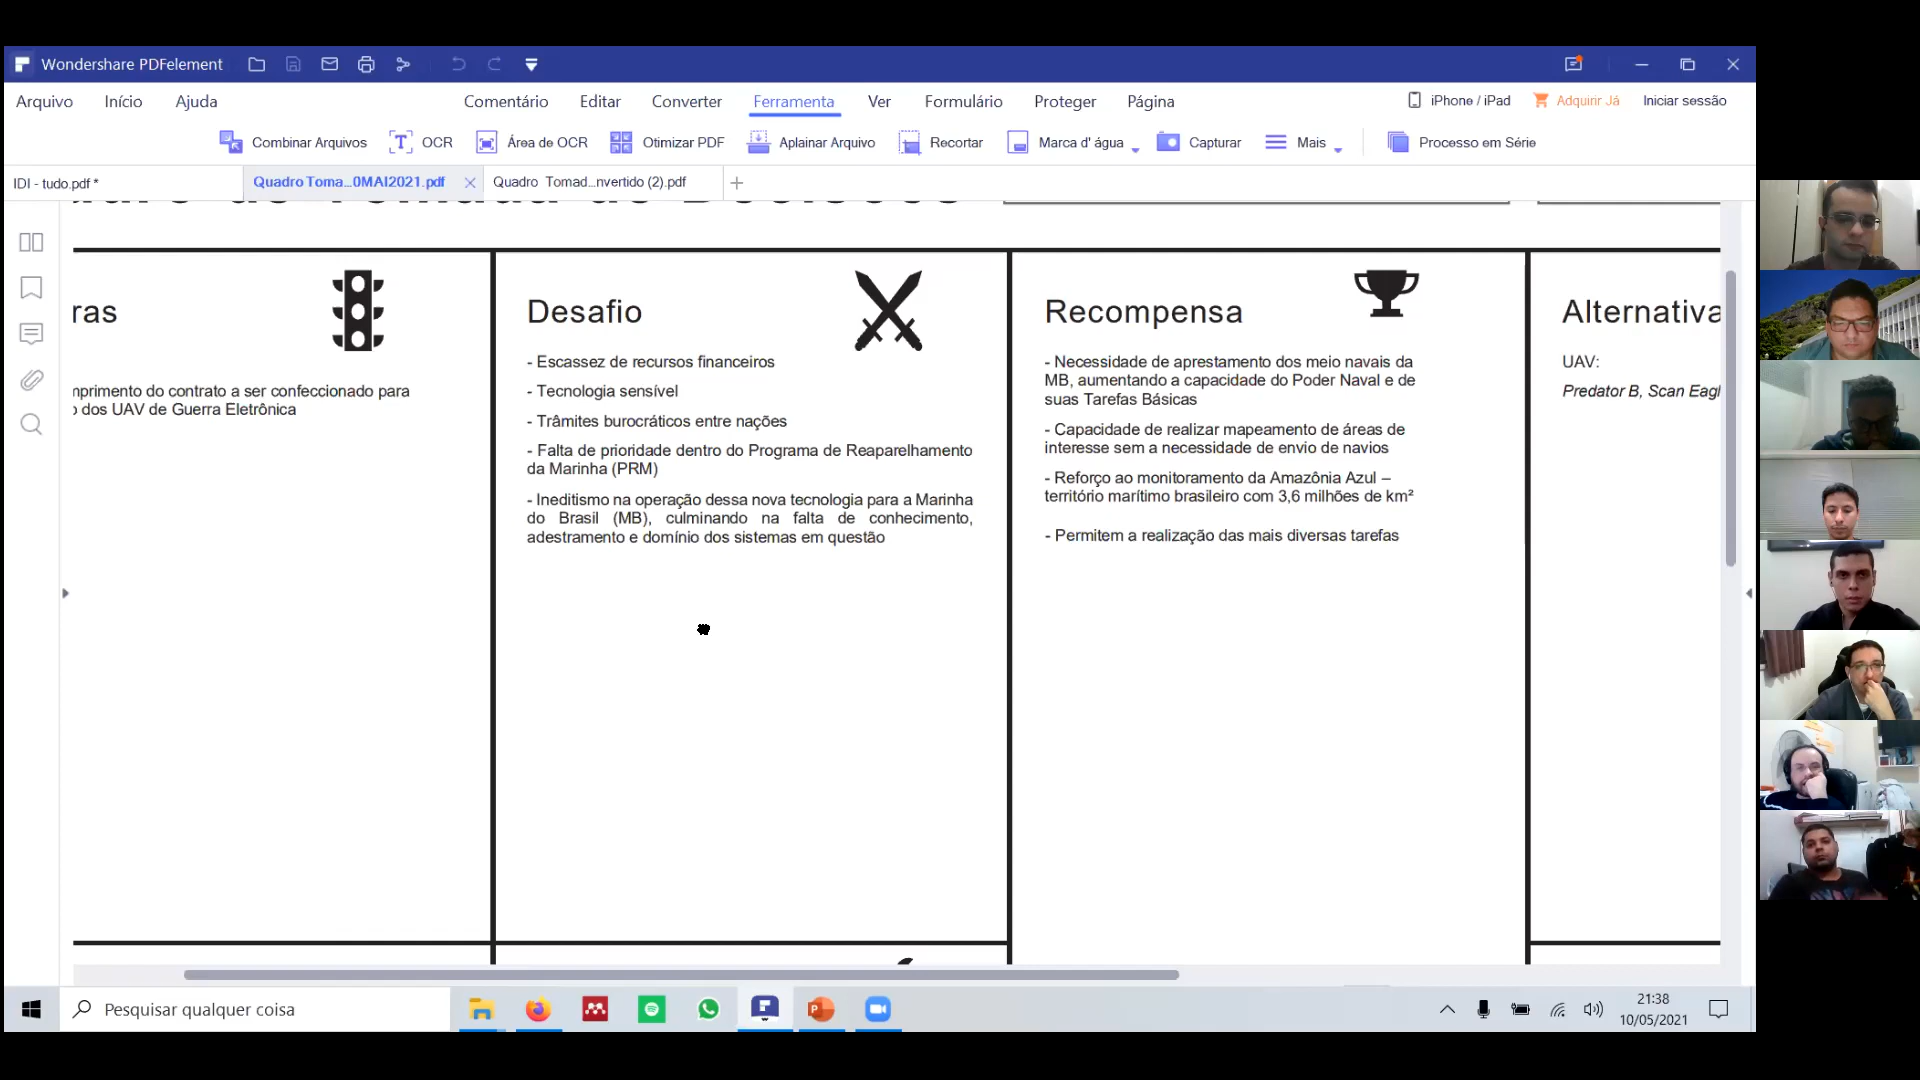 Wondershare PDFelement
Arquivo Início Ajuda Comentário Editar Converter Ferramenta Ver Formulário Proteger Página iPhone / iPad Adquirir Já Iniciar sessão
Combinar Arquivos OCR Área de OCR Otimizar PDF Aplainar Arquivo Recortar Marca d' água Capturar Mais Processo em Série
IDI - tudo.pdf * Quadro Toma...0MAI2021.pdf Quadro Tomad...nvertido (2).pdf
ras
mprimento do contrato a ser confeccionado para
dos UAV de Guerra Eletrônica
Desafio
- Escassez de recursos financeiros
- Tecnologia sensível
- Trâmites burocráticos entre nações
- Falta de prioridade dentro do Programa de Reaparelhamento
da Marinha (PRM)
- Ineditismo na operação dessa nova tecnologia para a Marinha
do Brasil (MB), culminando na falta de conhecimento,
adestramento e domínio dos sistemas em questão
Recompensa
- Necessidade de aprestamento dos meio navais da
MB, aumentando a capacidade do Poder Naval e de
suas Tarefas Básicas
- Capacidade de realizar mapeamento de áreas de
interesse sem a necessidade de envio de navios
- Reforço ao monitoramento da Amazônia Azul –
território marítimo brasileiro com 3,6 milhões de km²
- Permitem a realização das mais diversas tarefas
Alternativa
UAV:
Predator B, Scan Eagl
Pesquisar qualquer coisa
21:38
10/05/2021